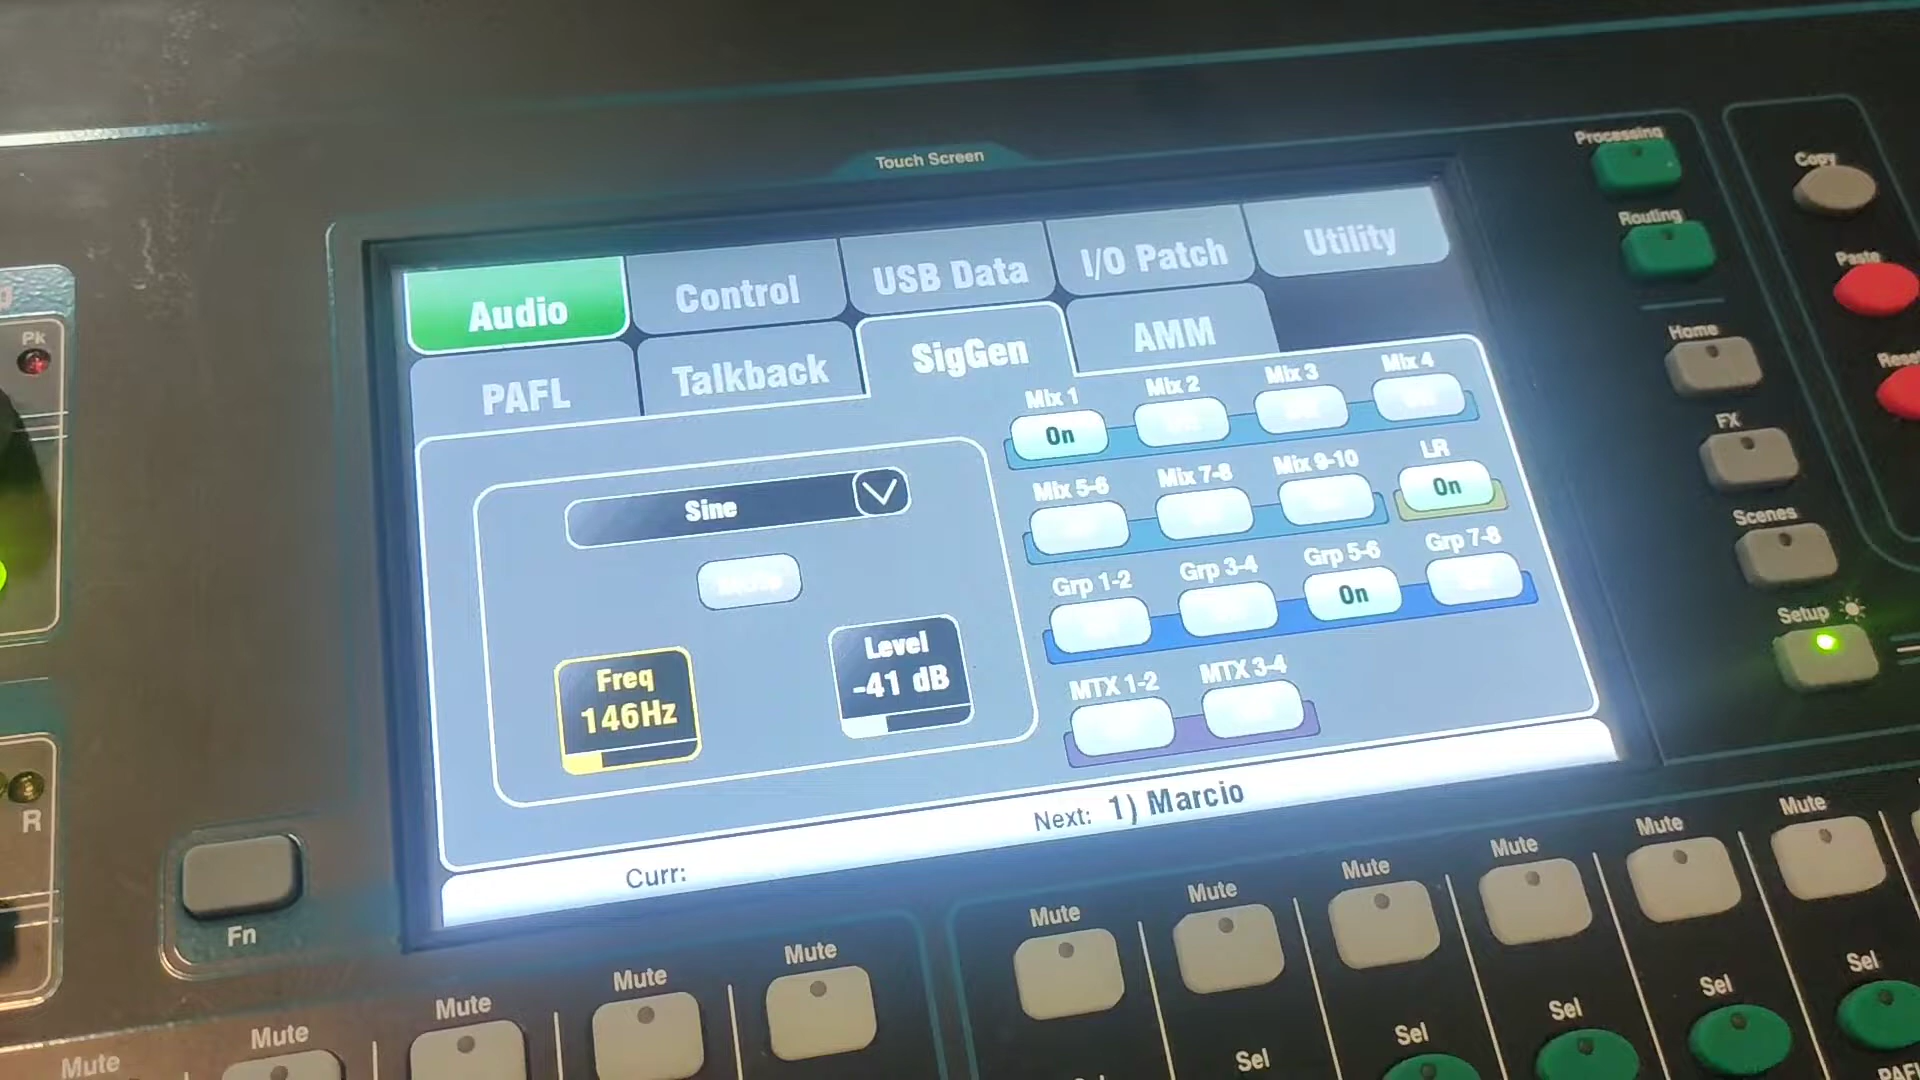 Touch Screen
Processing
Copy
Routing
Paste
Home
FX
Scenes
Setup
Audio
Control
USB Data
I/O Patch
Utility
PAFL
Talkback
SigGen
AMM
Sine
Freq
146Hz
Level
-41 dB
Mix 1
Mix 2
Mix 3
Mix 4
On
Mix 5-6
Mix 7-8
Mix 9-10
LR
On
Grp 1-2
Grp 3-4
Grp 5-6
Grp 7-8
On
MTX 1-2
MTX 3-4
Curr:
Next: 1) Marcio
Pk
R
Fn
Mute
Mute
Mute
Mute
Mute
Mute
Mute
Mute
Mute
Mute
Mute
Sel
Sel
Sel
Sel
Sel